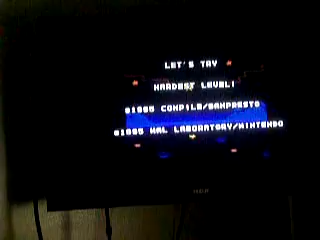 LET'S TRY
HARDEST LEVEL!
©1995 COMPILE/BANPRESTO
©1995 HAL LABORATORY/NINTENDO